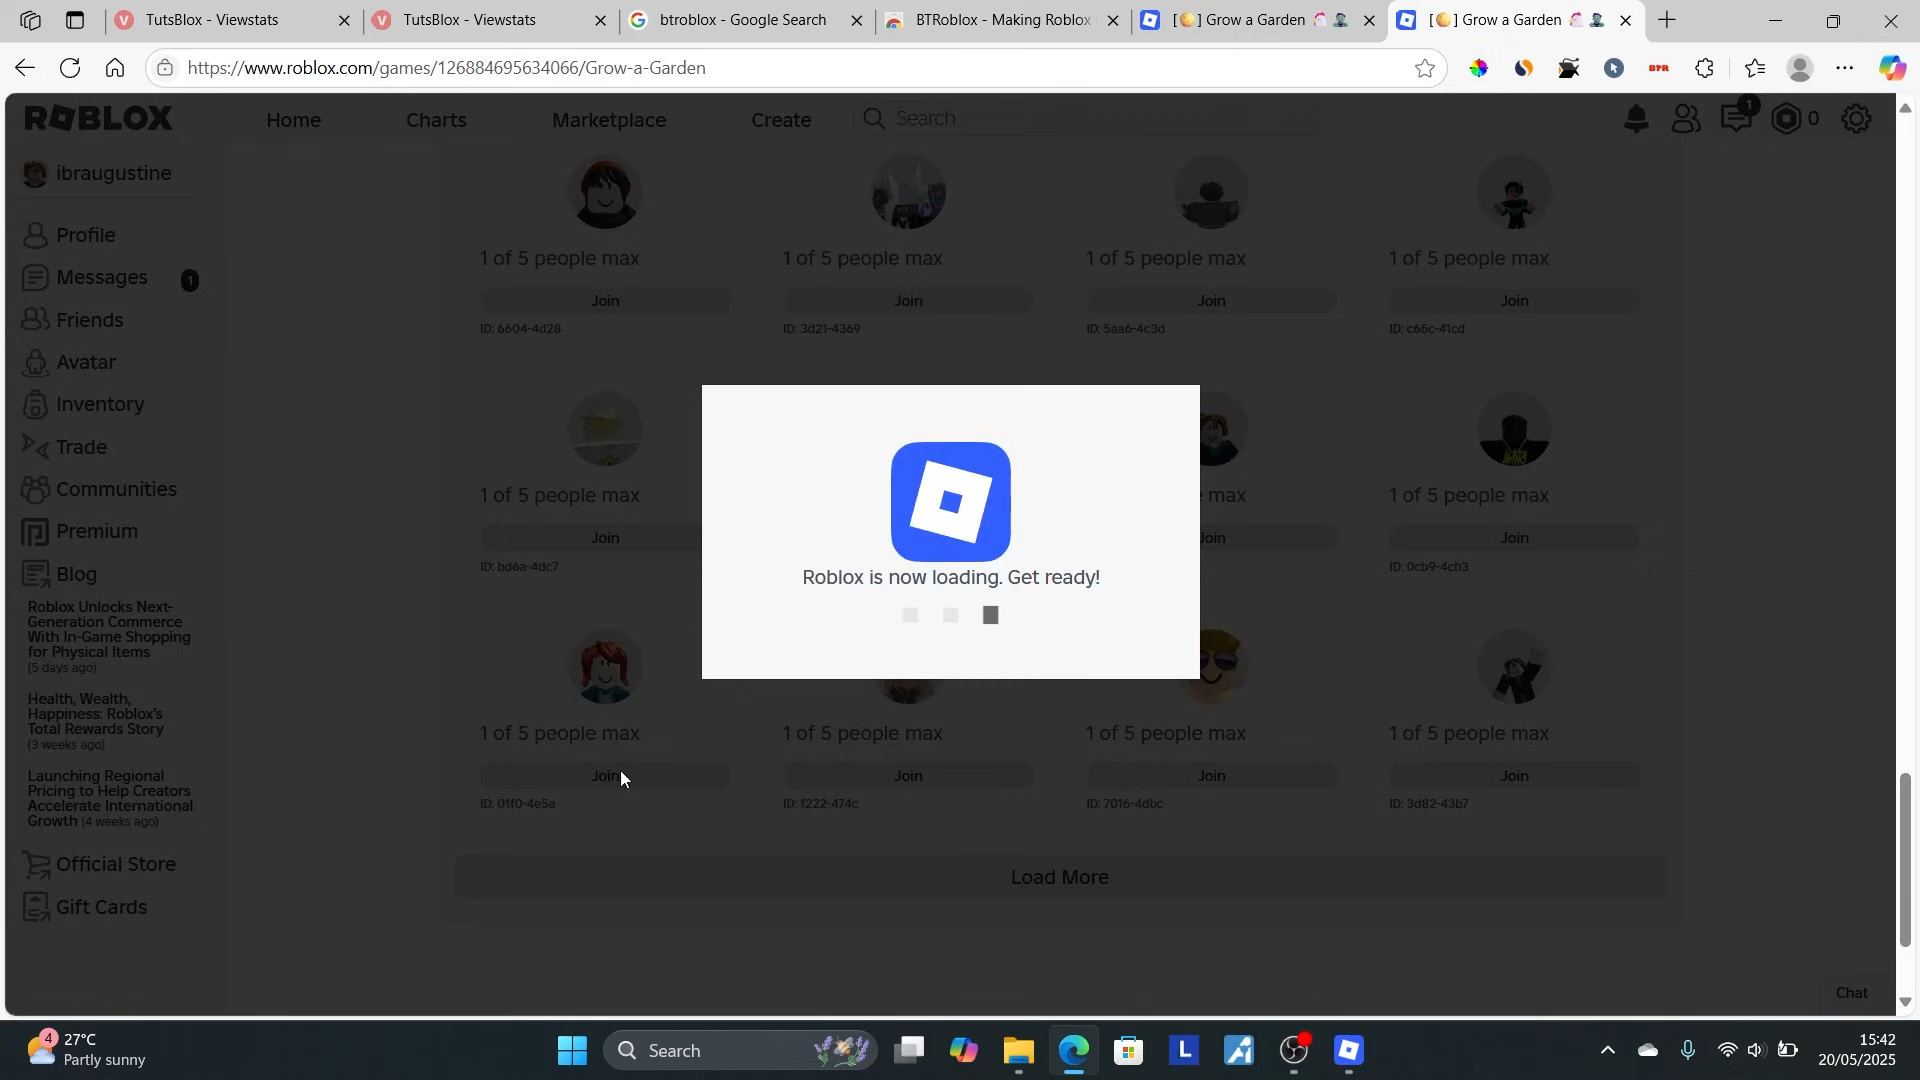 TutsBlox - Viewstats
TutsBlox - Viewstats
btroblox - Google Search
BTRoblox - Making Roblox
[🌕] Grow a Garden
[🌕] Grow a Garden
https://www.roblox.com/games/126884695634066/Grow-a-Garden
BTR
ROBLOX
Home
Charts
Marketplace
Create
Search
1
0
ibraugustine
Profile
Messages 1
Friends
Avatar
Inventory
Trade
Communities
Premium
Blog
Roblox Unlocks Next-
Generation Commerce
With In-Game Shopping
for Physical Items
(5 days ago)
Health, Wealth,
Happiness: Roblox's
Total Rewards Story
(3 weeks ago)
Launching Regional
Pricing to Help Creators
Accelerate International
Growth (4 weeks ago)
Official Store
Gift Cards
1 of 5 people max
1 of 5 people max
1 of 5 people max
1 of 5 people max
Join
Join
Join
Join
ID: 6604-4d28
ID: 3d21-4369
ID: 5aa6-4c3d
ID: c66c-41cd
1 of 5 people max
max
1 of 5 people max
Join
Join
Join
ID: bd6a-4dc7
ID: 0cb9-4cb3
Roblox is now loading. Get ready!
1 of 5 people max
1 of 5 people max
1 of 5 people max
1 of 5 people max
Join
Join
Join
Join
ID: 01f0-4e5a
ID: f222-474c
ID: 7016-4dbc
ID: 3d82-43b7
Load More
Chat
4
27°C
Partly sunny
Search
L
15:42
20/05/2025